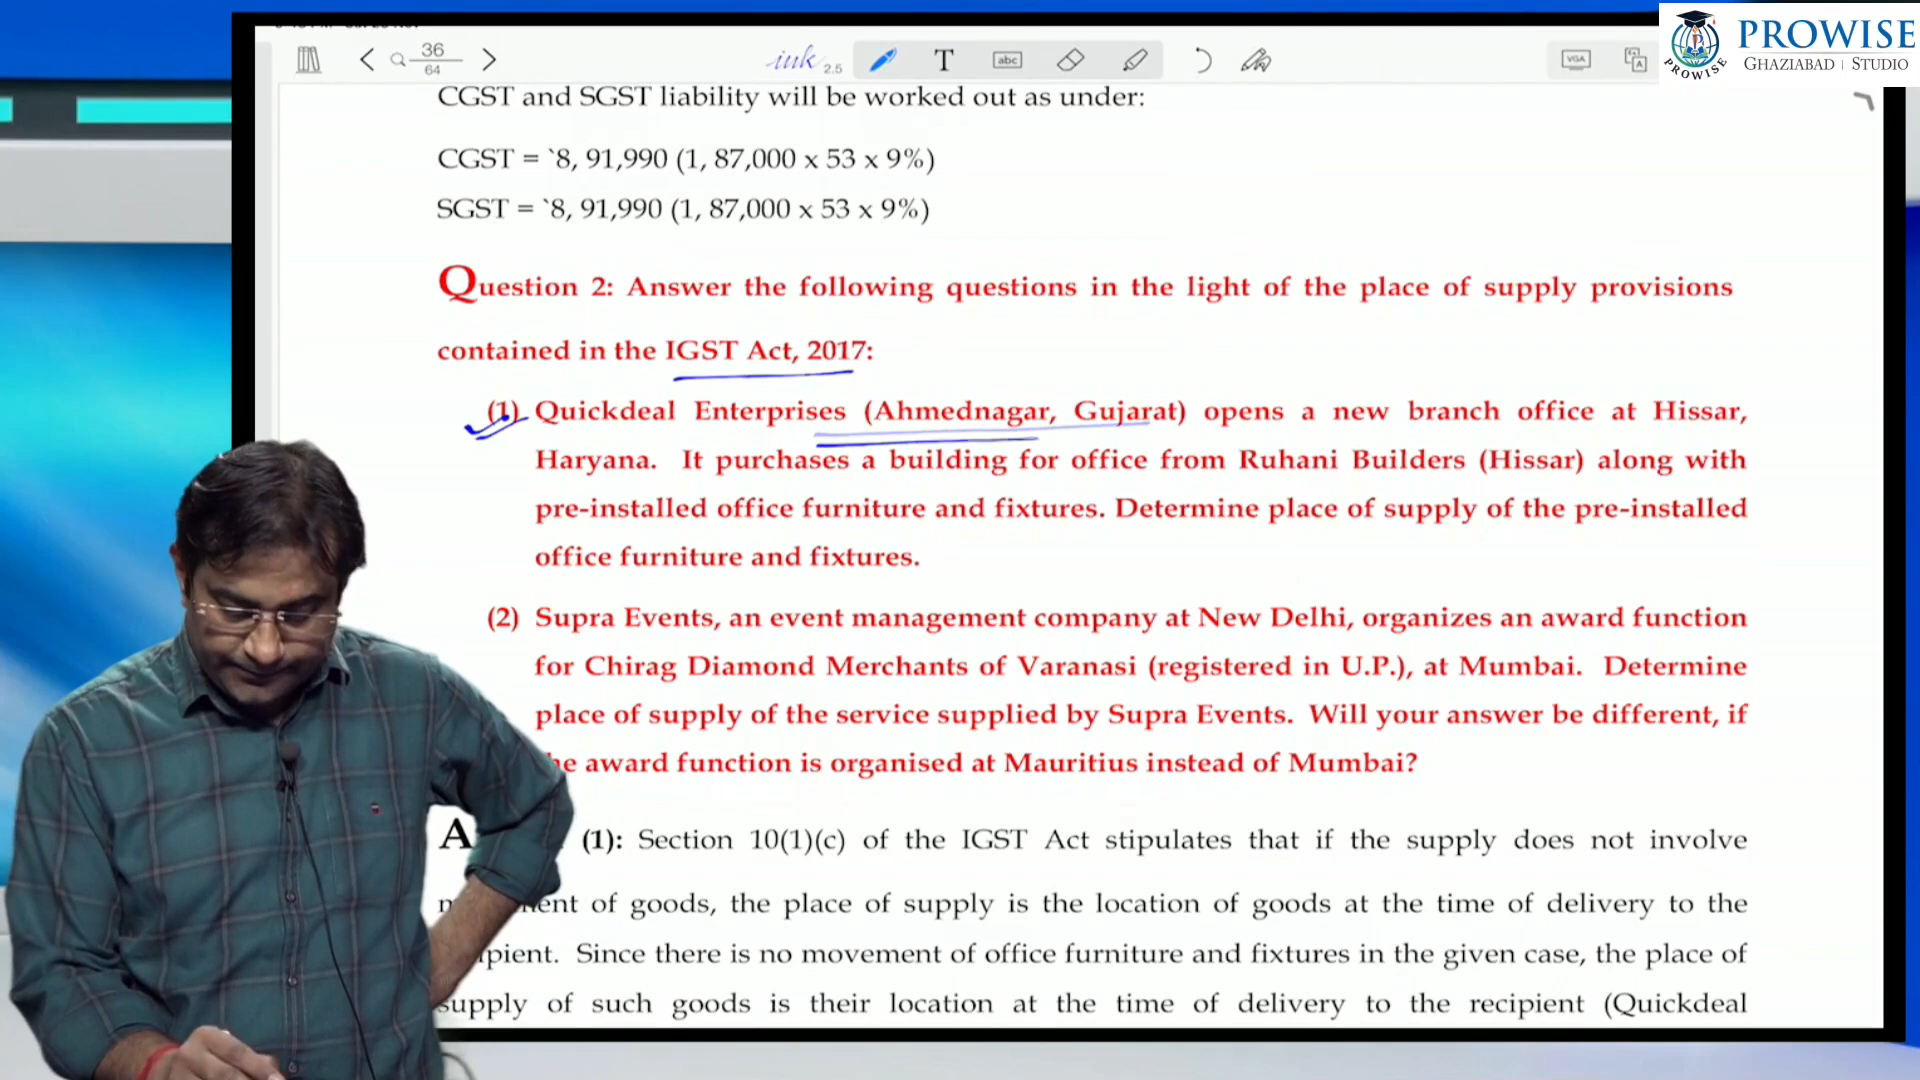 PROWISE
GHAZIABAD | STUDIO
PROWISE
36
64
ink 2.5
T
abc
VGA
A
CGST and SGST liability will be worked out as under:
CGST = `8, 91,990 (1, 87,000 x 53 x 9%)
SGST = `8, 91,990 (1, 87,000 x 53 x 9%)
Question 2: Answer the following questions in the light of the place of supply provisions
contained in the IGST Act, 2017:
(1) Quickdeal Enterprises (Ahmednagar, Gujarat) opens a new branch office at Hissar,
Haryana. It purchases a building for office from Ruhani Builders (Hissar) along with
pre-installed office furniture and fixtures. Determine place of supply of the pre-installed
office furniture and fixtures.
(2) Supra Events, an event management company at New Delhi, organizes an award function
for Chirag Diamond Merchants of Varanasi (registered in U.P.), at Mumbai. Determine
place of supply of the service supplied by Supra Events. Will your answer be different, if
award function is organised at Mauritius instead of Mumbai?
(1): Section 10(1)(c) of the IGST Act stipulates that if the supply does not involve
of goods, the place of supply is the location of goods at the time of delivery to the
Since there is no movement of office furniture and fixtures in the given case, the place of
supply of such goods is their location at the time of delivery to the recipient (Quickdeal